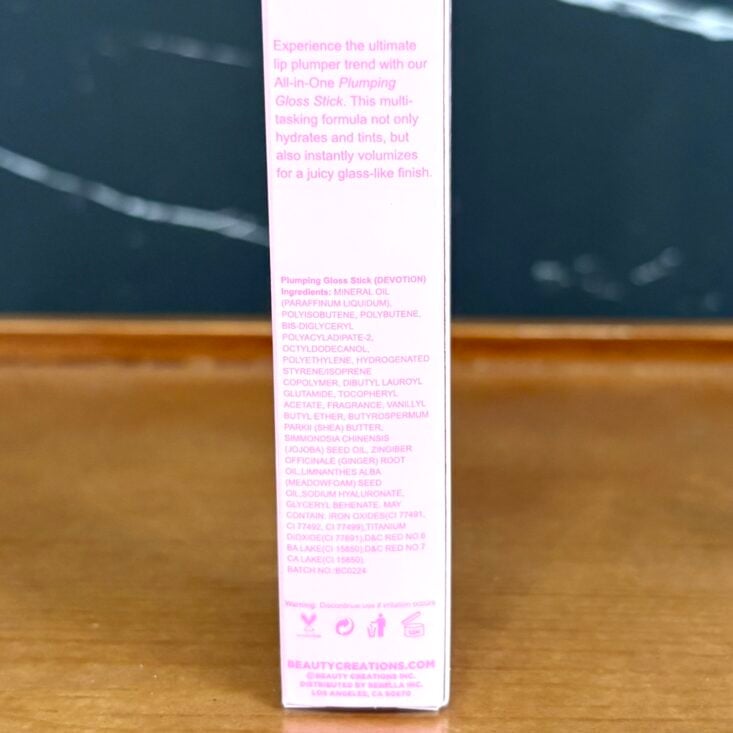 Experience the ultimate
lip plumper trend with our
All-in-One Plumping
Gloss Stick. This multi-
tasking formula not only
hydrates and tints, but
also instantly volumizes
for a juicy glass-like finish.
Plumping Gloss Stick (DEVOTION)
Ingredients: MINERAL OIL
(PARAFFINUM LIQUIDUM),
POLYISOBUTENE, POLYBUTENE,
BIS-DIGLYCERYL
POLYACYLADIPATE-2,
OCTYLDODECANOL,
POLYETHYLENE, HYDROGENATED
STYRENE/ISOPRENE
COPOLYMER, DIBUTYL LAUROYL
GLUTAMIDE, TOCOPHERYL
ACETATE, FRAGRANCE, VANILLYL
BUTYL ETHER, BUTYROSPERMUM
PARKII (SHEA) BUTTER,
SIMMONDSIA CHINENSIS
(JOJOBA) SEED OIL, ZINGIBER
OFFICINALE (GINGER) ROOT
OIL,LIMNANTHES ALBA
(MEADOWFOAM) SEED
OIL,SODIUM HYALURONATE,
GLYCERYL BEHENATE, MAY
CONTAIN: IRON OXIDES(CI 77491,
CI 77492, CI 77499),TITANIUM
DIOXIDE(CI 77891),D&C RED NO 6
BA LAKE(CI 15850),D&C RED NO 7
CA LAKE(CI 15850).
BATCH NO.:BC0224
Warning: Discontinue use if irritation occurs
BEAUTYCREATIONS.COM
©BEAUTY CREATIONS INC.
DISTRIBUTED BY REBELLA INC.
LOS ANGELES, CA 90670